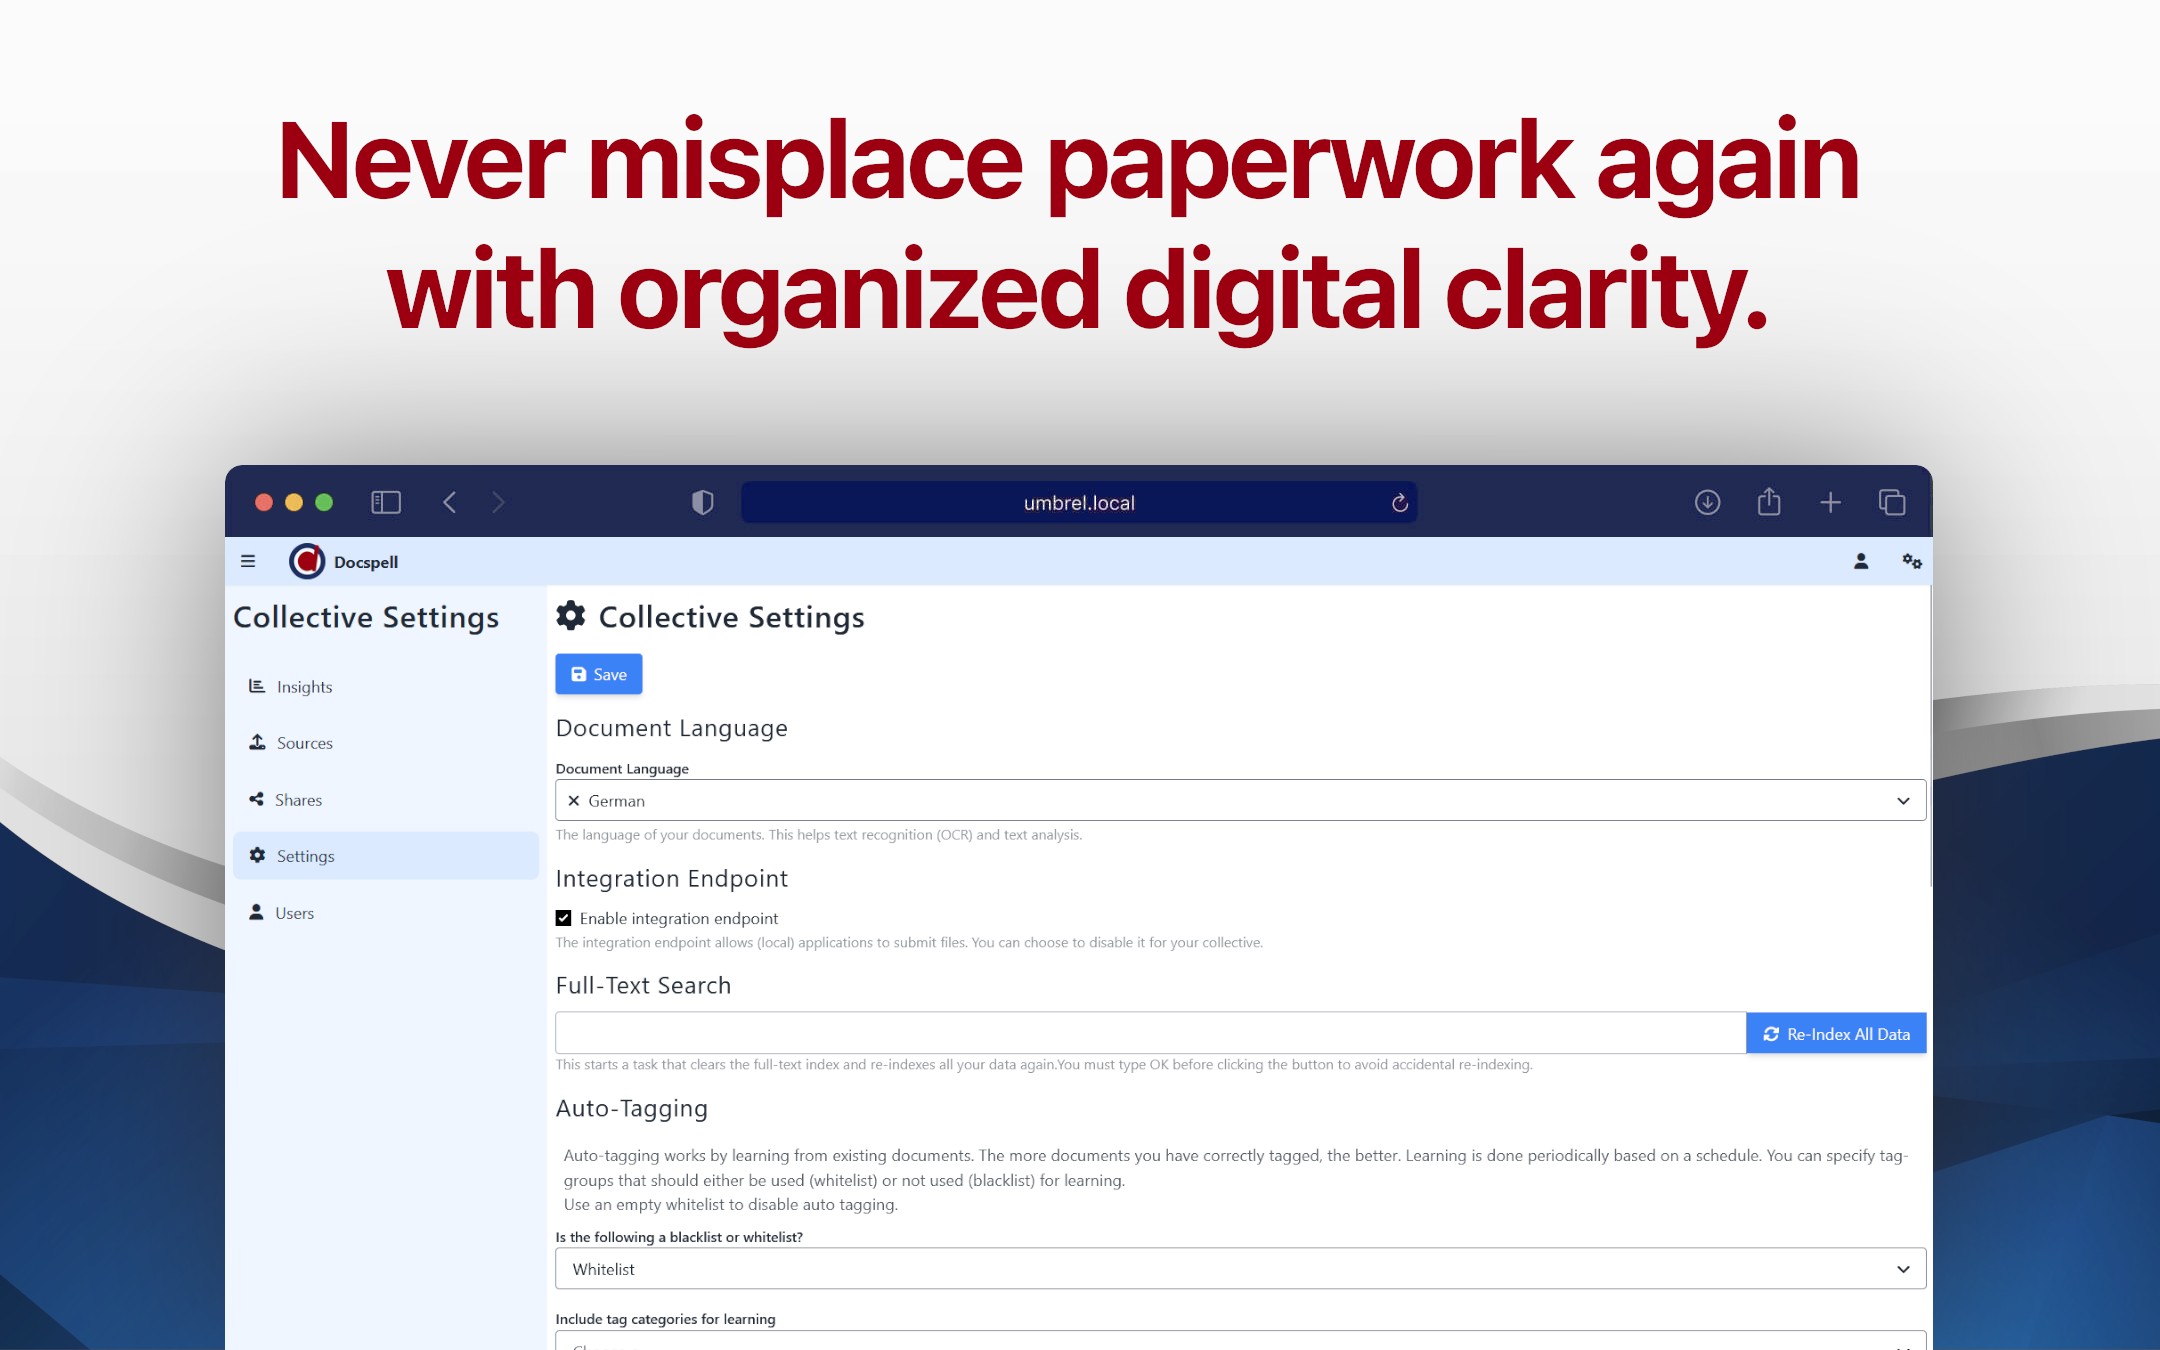 Never misplace paperwork again
with organized digital clarity.
umbrel.local
Docspell
Collective Settings
Insights
Sources
Shares
Settings
Users
Collective Settings
Save
Document Language
Document Language
German
The language of your documents. This helps text recognition (OCR) and text analysis.
Integration Endpoint
Enable integration endpoint
The integration endpoint allows (local) applications to submit files. You can choose to disable it for your collective.
Full-Text Search
Re-Index All Data
This starts a task that clears the full-text index and re-indexes all your data again.You must type OK before clicking the button to avoid accidental re-indexing.
Auto-Tagging
Auto-tagging works by learning from existing documents. The more documents you have correctly tagged, the better. Learning is done periodically based on a schedule. You can specify tag-
groups that should either be used (whitelist) or not used (blacklist) for learning.
Use an empty whitelist to disable auto tagging.
Is the following a blacklist or whitelist?
Whitelist
Include tag categories for learning